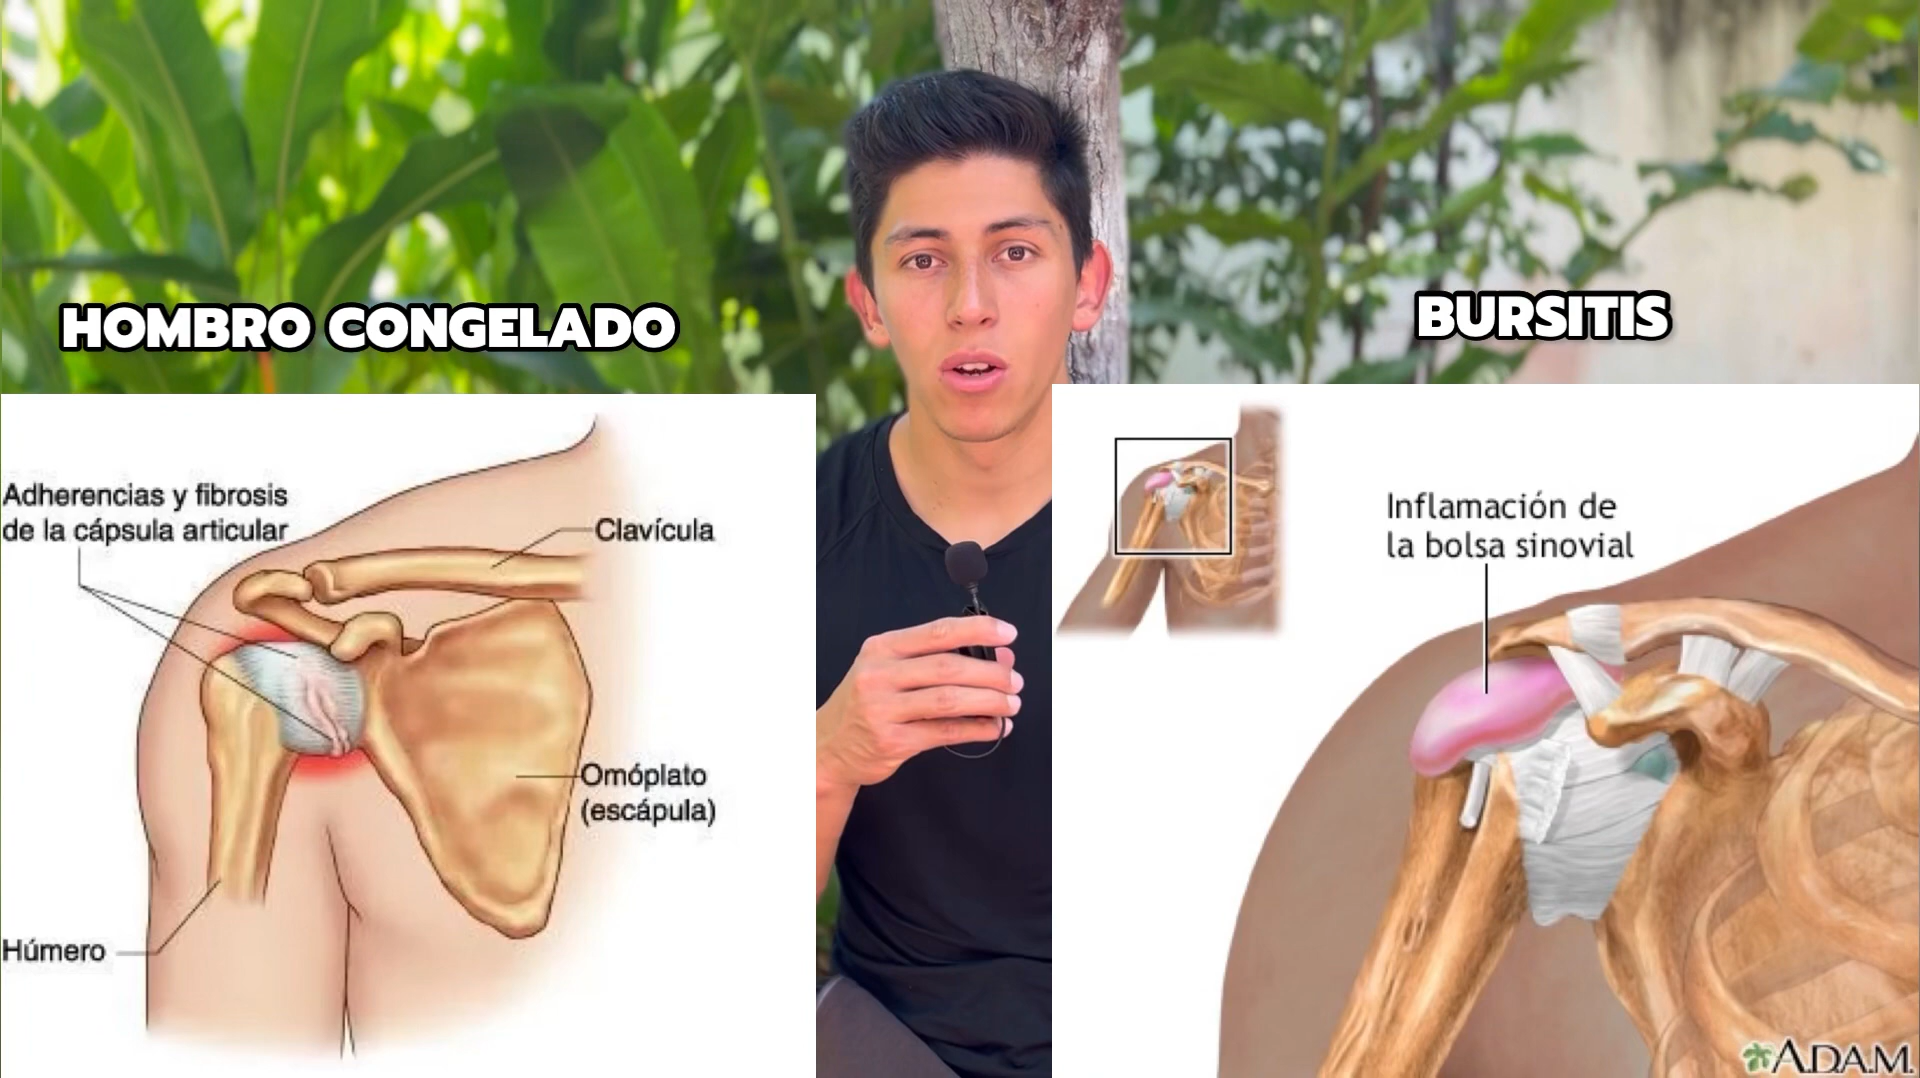 HOMBRO CONGELADO
BURSITIS
Adherencias y fibrosis
de la cápsula articular
Clavícula
Omóplato
(escápula)
Húmero
Inflamación de
la bolsa sinovial
A.D.A.M.